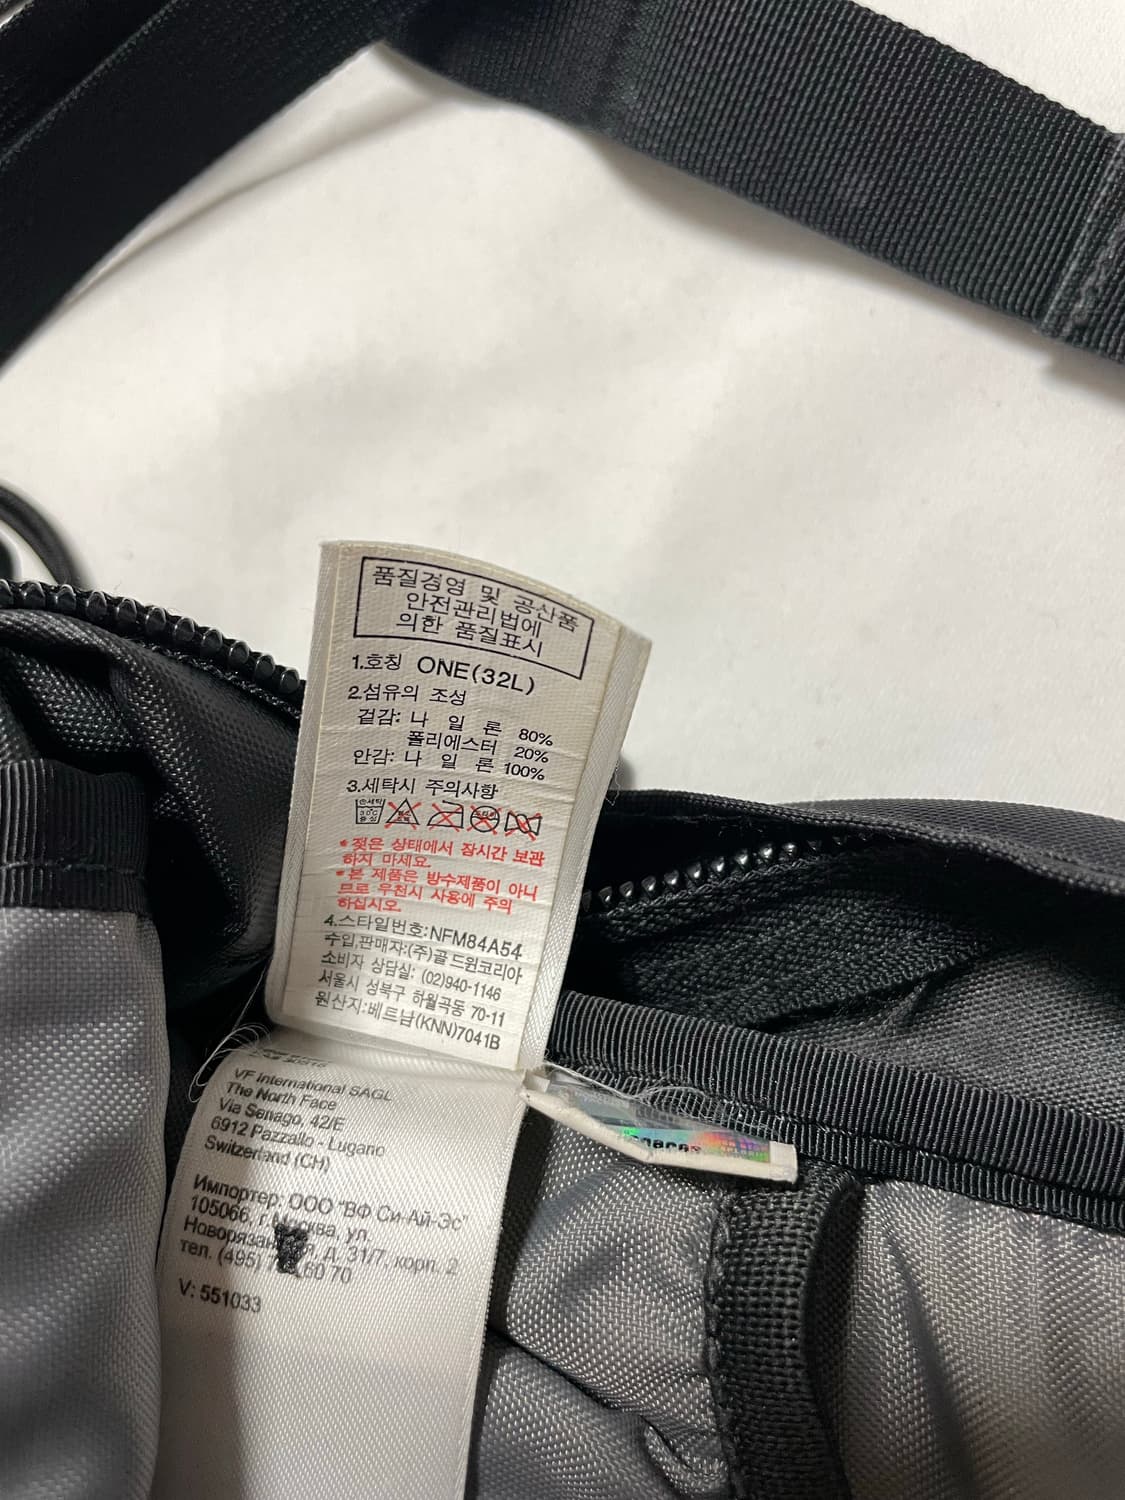 품질경영 및 공산품
안전관리법에
의한 품질표시
1.호칭 ONE(32L)
2.섬유의 조성
겉감: 나 일 론 80%
폴리에스터 20%
안감: 나 일 론 100%
3.세탁시 주의사항
*젖은 상태에서 장시간 보관
하지 마세요.
*본 제품은 방수제품이 아니
므로 우천시 사용에 주의
하십시오.
4.스타일번호:NFM84A54
수입,판매자:(주)골드윈코리아
소비자 상담실: (02)940-1146
서울시 성북구 하월곡동 70-11
원산지:베트남(KNN)7041B
VF International SAGL
The North Face
Via Senago, 42/E
6912 Pazzallo - Lugano
Switzerland (CH)
Импортер: ООО "ВФ Си-Ай-Эс"
105066, г. Москва, ул.
д. 31/7, корп. 2
тел. (495) 60 70
V: 551033